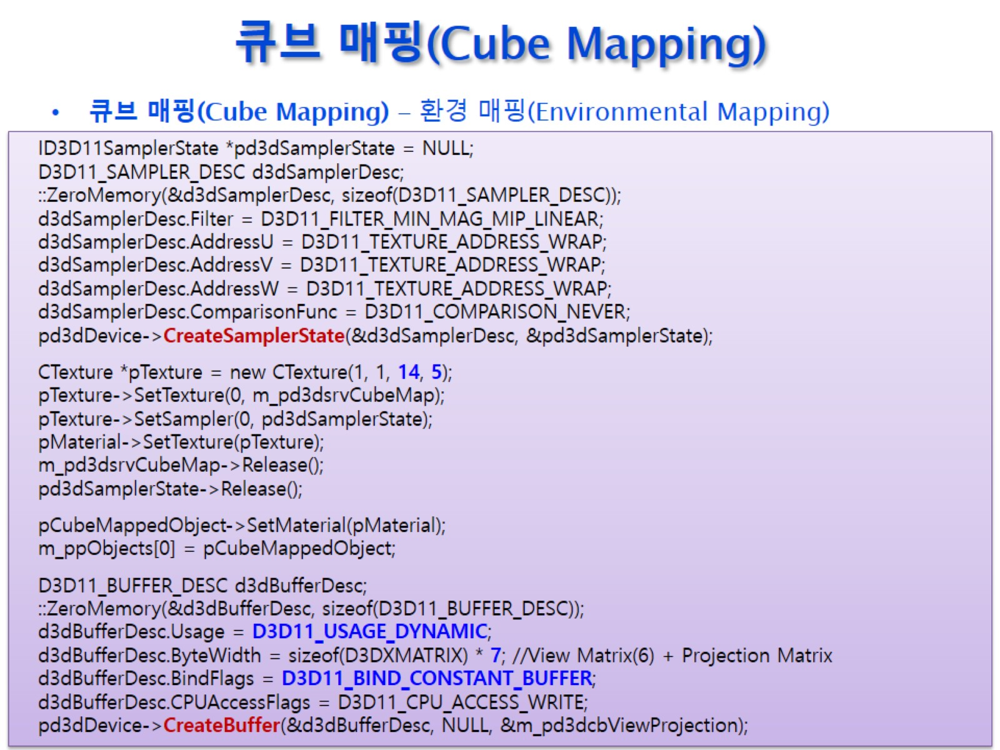 큐브 매핑(Cube Mapping)
• 큐브 매핑(Cube Mapping) – 환경 매핑(Environmental Mapping)
ID3D11SamplerState *pd3dSamplerState = NULL;
D3D11_SAMPLER_DESC d3dSamplerDesc;
::ZeroMemory(&d3dSamplerDesc, sizeof(D3D11_SAMPLER_DESC));
d3dSamplerDesc.Filter = D3D11_FILTER_MIN_MAG_MIP_LINEAR;
d3dSamplerDesc.AddressU = D3D11_TEXTURE_ADDRESS_WRAP;
d3dSamplerDesc.AddressV = D3D11_TEXTURE_ADDRESS_WRAP;
d3dSamplerDesc.AddressW = D3D11_TEXTURE_ADDRESS_WRAP;
d3dSamplerDesc.ComparisonFunc = D3D11_COMPARISON_NEVER;
pd3dDevice->CreateSamplerState(&d3dSamplerDesc, &pd3dSamplerState);
CTexture *pTexture = new CTexture(1, 1, 14, 5);
pTexture->SetTexture(0, m_pd3dsrvCubeMap);
pTexture->SetSampler(0, pd3dSamplerState);
pMaterial->SetTexture(pTexture);
m_pd3dsrvCubeMap->Release();
pd3dSamplerState->Release();
pCubeMappedObject->SetMaterial(pMaterial);
m_ppObjects[0] = pCubeMappedObject;
D3D11_BUFFER_DESC d3dBufferDesc;
::ZeroMemory(&d3dBufferDesc, sizeof(D3D11_BUFFER_DESC));
d3dBufferDesc.Usage = D3D11_USAGE_DYNAMIC;
d3dBufferDesc.ByteWidth = sizeof(D3DXMATRIX) * 7; //View Matrix(6) + Projection Matrix
d3dBufferDesc.BindFlags = D3D11_BIND_CONSTANT_BUFFER;
d3dBufferDesc.CPUAccessFlags = D3D11_CPU_ACCESS_WRITE;
pd3dDevice->CreateBuffer(&d3dBufferDesc, NULL, &m_pd3dcbViewProjection);